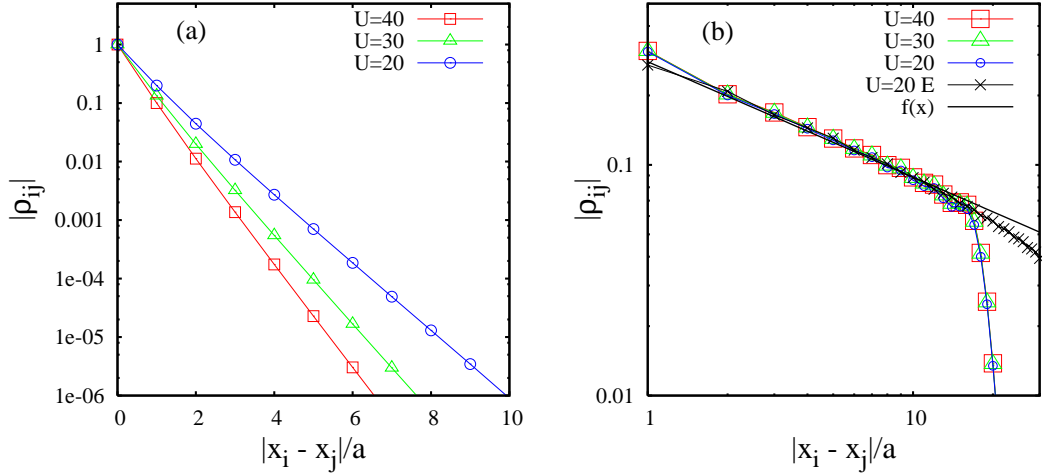 (a)
U=40
U=30
U=20
1
0.1
0.01
0.001
1e-04
1e-05
1e-06
|ρij|
0 2 4 6 8 10
|xi - xj|/a
(b)
U=40
U=30
U=20
U=20 E
f(x)
0.1
0.01
|ρij|
1 10
|xi - xj|/a